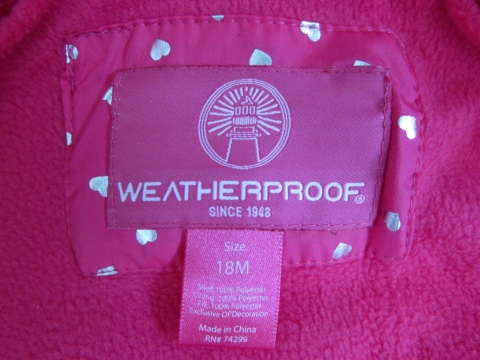 WEATHERPROOF®
SINCE 1948
Size:
18M
Shell: 100% Polyester
Lining: 100% Polyester
Fill: 100% Polyester
Exclusive Of Decoration
Made in China
RN# 74299